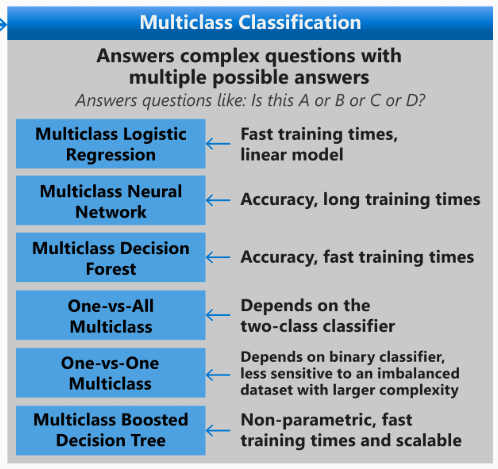 Multiclass Classification
Answers complex questions with
multiple possible answers
Answers questions like: Is this A or B or C or D?
Multiclass Logistic
Regression
Fast training times,
linear model
Multiclass Neural
Network
Accuracy, long training times
Multiclass Decision
Forest
Accuracy, fast training times
One-vs-All
Multiclass
Depends on the
two-class classifier
One-vs-One
Multiclass
Depends on binary classifier,
less sensitive to an imbalanced
dataset with larger complexity
Multiclass Boosted
Decision Tree
Non-parametric, fast
training times and scalable